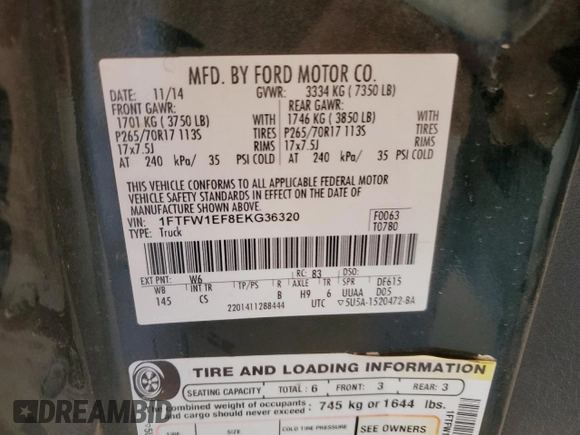 MFD. BY FORD MOTOR CO.
DATE: 11/14 GVWR: 3334 KG ( 7350 LB)
FRONT GAWR: REAR GAWR:
1701 KG ( 3750 LB) WITH 1746 KG ( 3850 LB) WITH
P265/70R17 113S TIRES P265/70R17 113S TIRES
17x7.5J RIMS 17x7.5J RIMS
AT 240 kPa/ 35 PSI COLD AT 240 kPa/ 35 PSI COLD
THIS VEHICLE CONFORMS TO ALL APPLICABLE FEDERAL MOTOR
VEHICLE SAFETY STANDARDS IN EFFECT ON THE DATE OF
MANUFACTURE SHOWN ABOVE.
VIN: 1FTFW1EF8EKG36320 F0063
TYPE: Truck T0780
EXT PNT: W6 RC: 83 DSO:
WB INT TR TP/PS R AXLE TR SPR DF615
145 CS B H9 6 UUAA D05
2201411288444 UTC ▽5U5A-1520472-BA
TIRE AND LOADING INFORMATION
SEATING CAPACITY TOTAL : 6 FRONT : 3 REAR: 3
combined weight of occupants
and cargo should never exceed : 745 kg or 1644 lbs.
TIRE SIZE COLD TIRE PRESSURE SEE OWNERS
DREAMBID